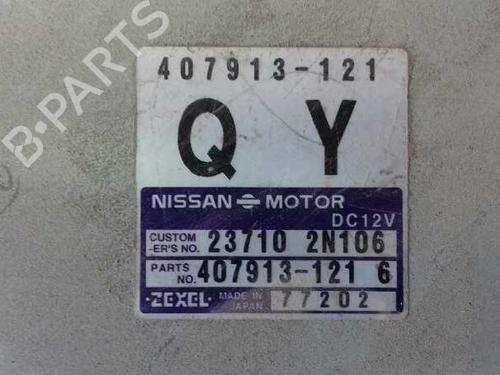 B-PARTS
407913-121
Q Y
NISSAN MOTOR
DC12V
CUSTOM
-ER'S NO. 23710 2N106
PARTS
NO. 407913-121 6
·ZEXEL· MADE IN
JAPAN 77202